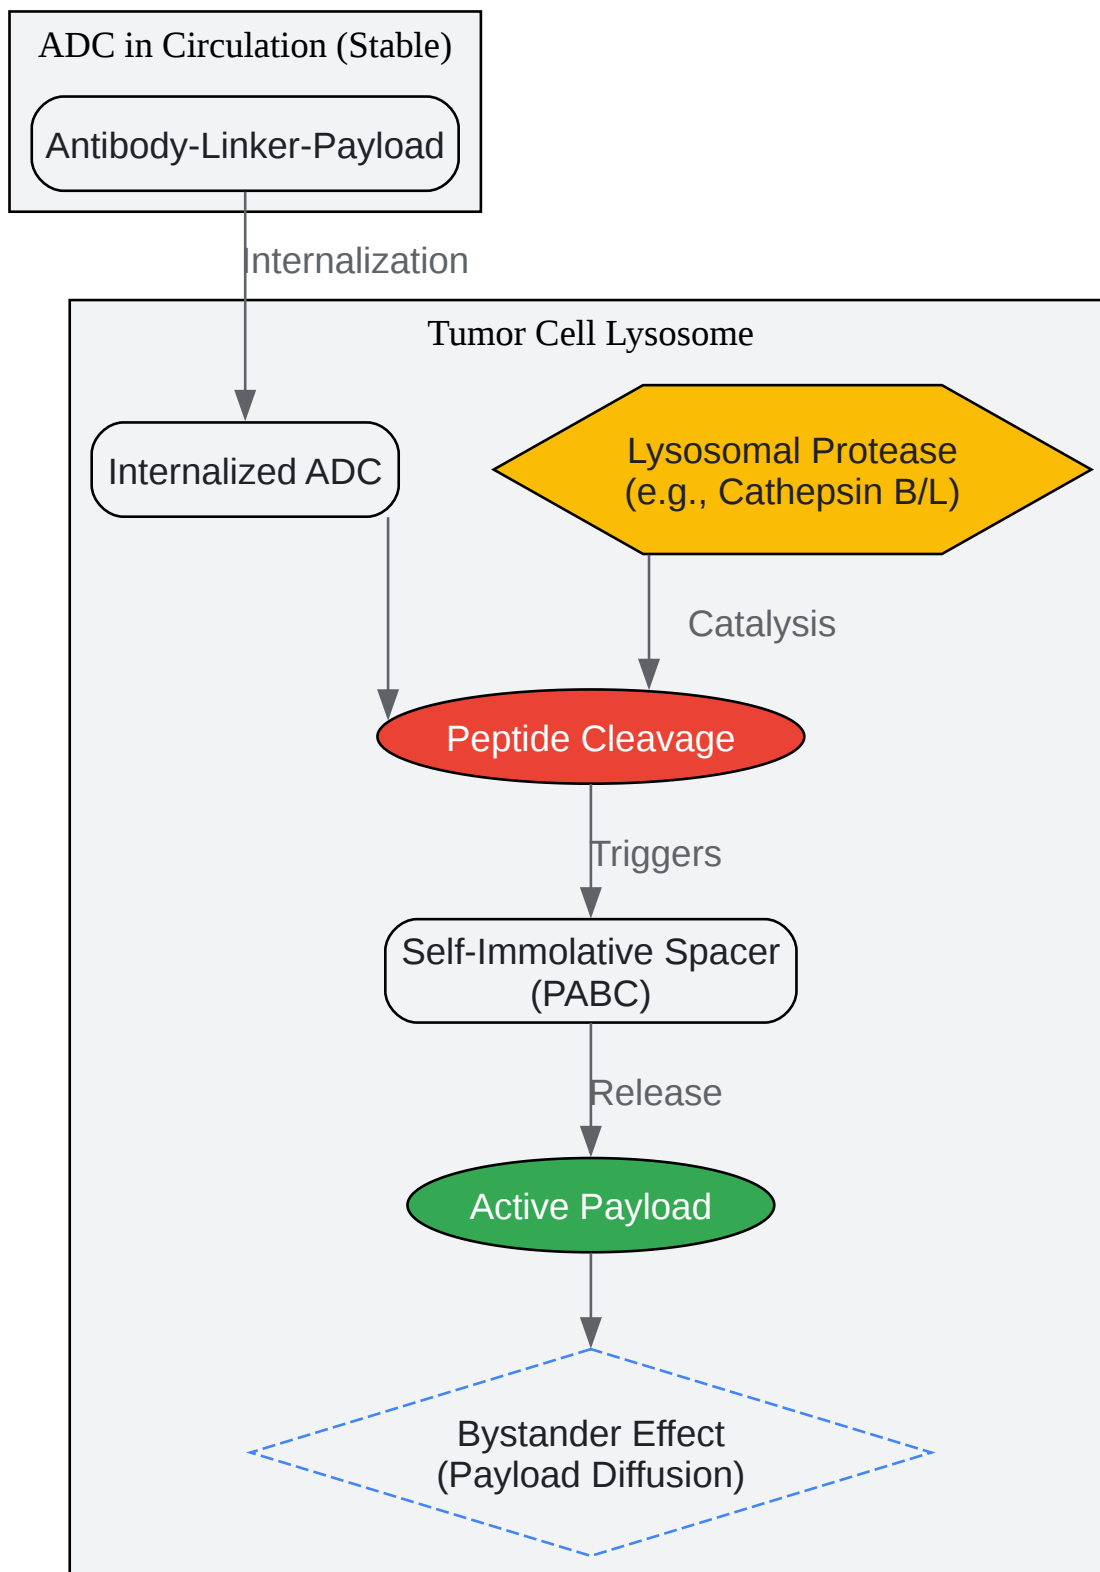 ADC in Circulation (Stable)
Antibody-Linker-Payload
Internalization
Tumor Cell Lysosome
Internalized ADC
Lysosomal Protease
(e.g., Cathepsin B/L)
Catalysis
Peptide Cleavage
Triggers
Self-Immolative Spacer
(PABC)
Release
Active Payload
Bystander Effect
(Payload Diffusion)